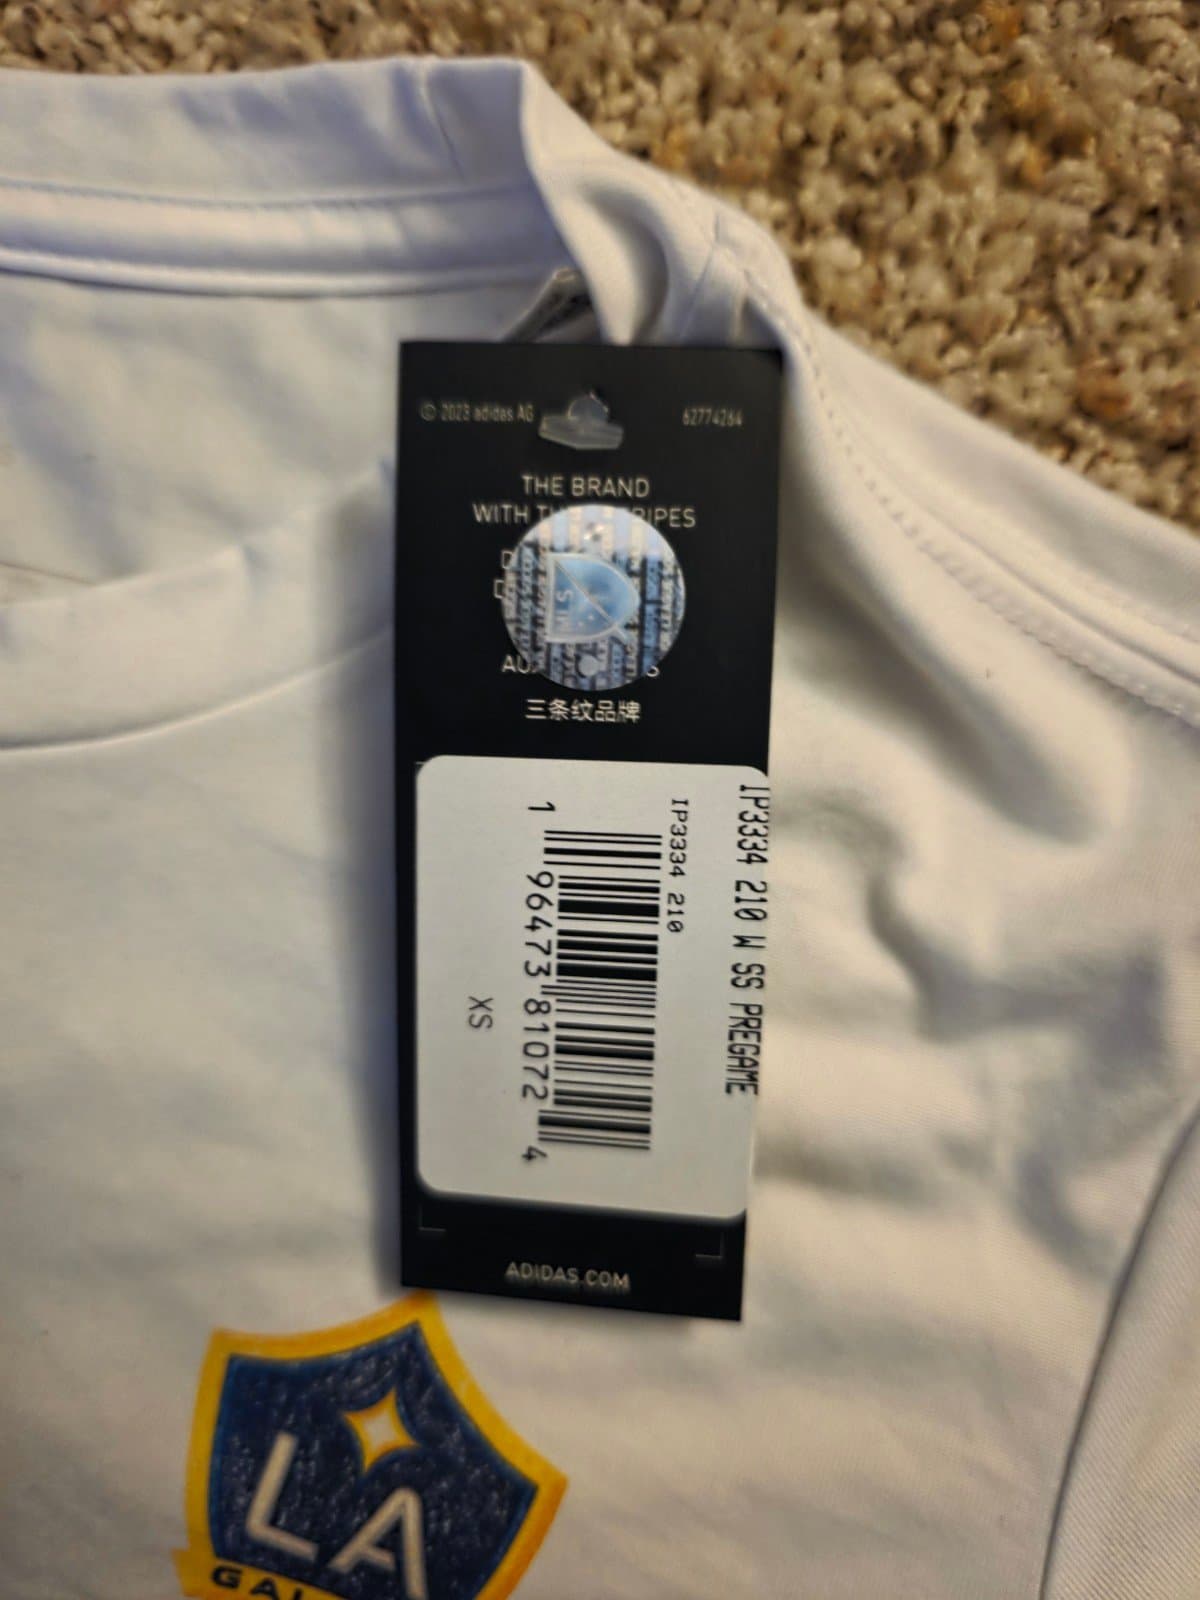 © 2023 adidas AG
62774264
THE BRAND
WITH
三条纹品牌
IP3334 210 W SS PREGAME
IP3334 210
1 96473 81072 4
XS
ADIDAS.COM
LA